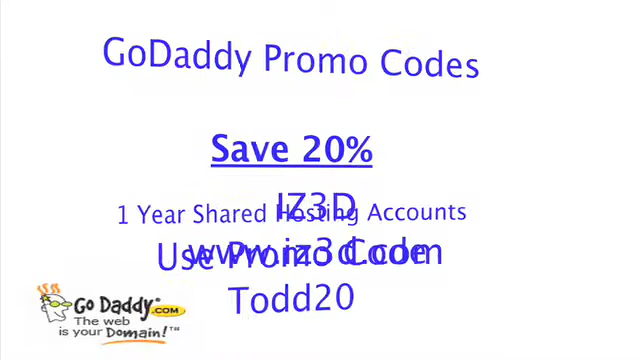 GoDaddy Promo Codes
Save 20%
IZ3D
1 Year Shared Hosting Accounts
Use Promo Code
www.iz3d.com
Todd20
Go Daddy.COM
The web
is your Domain!™